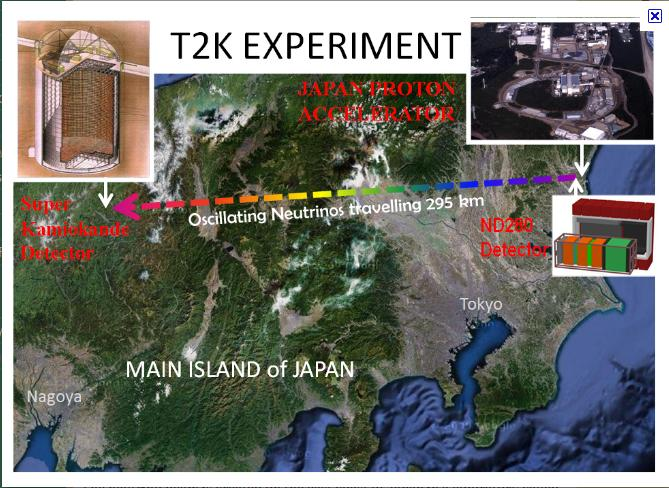 T2K EXPERIMENT
JAPAN PROTON
ACCELERATOR
Super
Kamiokande
Detector
Oscillating Neutrinos travelling 295 km
ND280
Detector
Tokyo
MAIN ISLAND of JAPAN
Nagoya